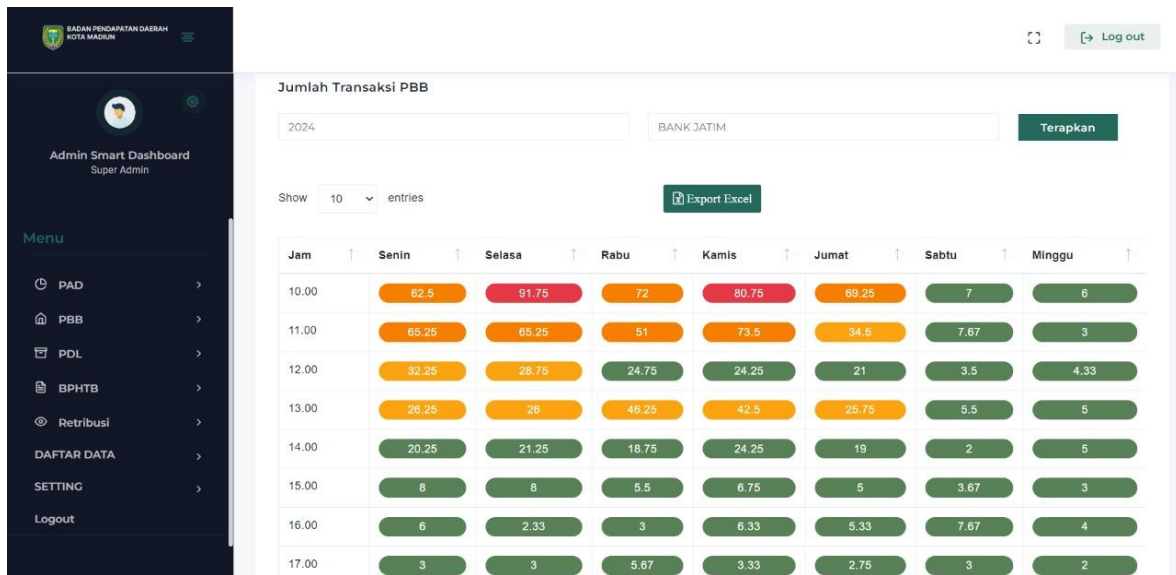 BADAN PENDAPATAN DAERAH
KOTA MADIUN
Log out
Admin Smart Dashboard
Super Admin
Menu
PAD
PBB
PDL
BPHTB
Retribusi
DAFTAR DATA
SETTING
Logout
Jumlah Transaksi PBB
2024 BANK JATIM Terapkan
Show 10 entries Export Excel
Jam Senin Selasa Rabu Kamis Jumat Sabtu Minggu
10.00 62.5 91.75 72 80.75 69.25 7 6
11.00 65.25 65.25 51 73.5 34.5 7.67 3
12.00 32.25 28.75 24.75 24.25 21 3.5 4.33
13.00 26.25 26 46.25 42.5 25.75 5.5 5
14.00 20.25 21.25 18.75 24.25 19 2 5
15.00 8 8 5.5 6.75 5 3.67 3
16.00 6 2.33 3 6.33 5.33 7.67 4
17.00 3 3 5.67 3.33 2.75 3 2